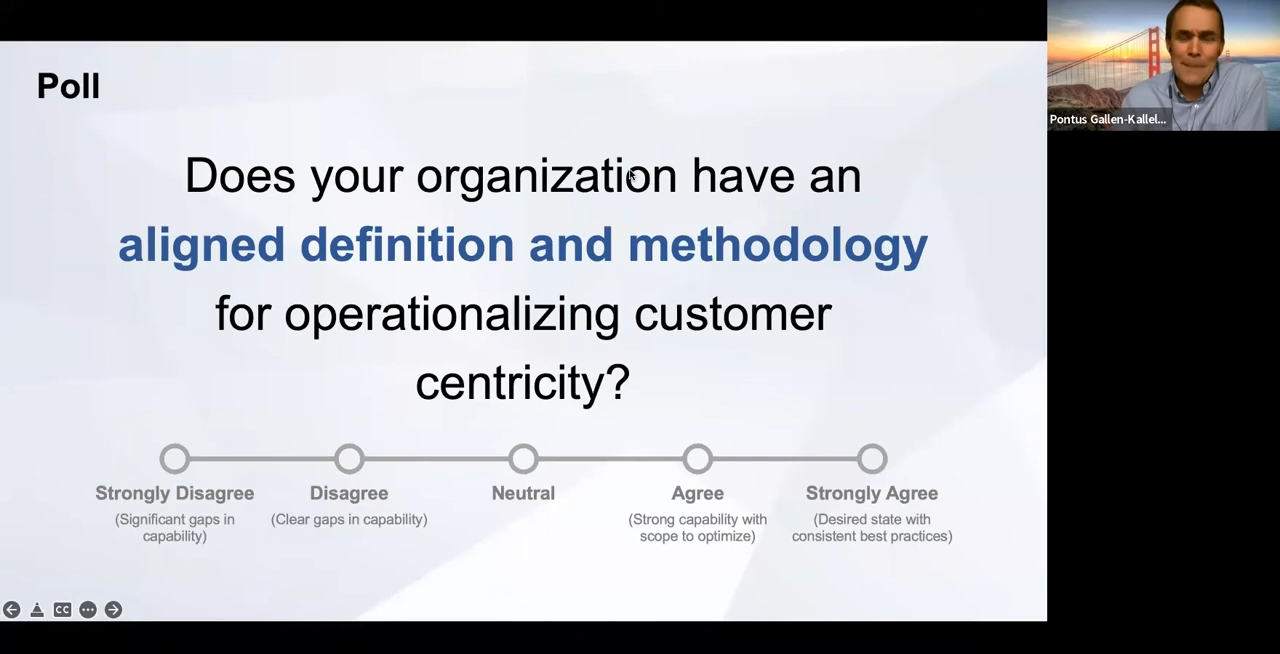 Poll
Does your organization have an
aligned definition and methodology
for operationalizing customer
centricity?
Strongly Disagree
(Significant gaps in
capability)
Disagree
(Clear gaps in capability)
Neutral
Agree
(Strong capability with
scope to optimize)
Strongly Agree
(Desired state with
consistent best practices)
CC
Pontus Gallen-Kallel...